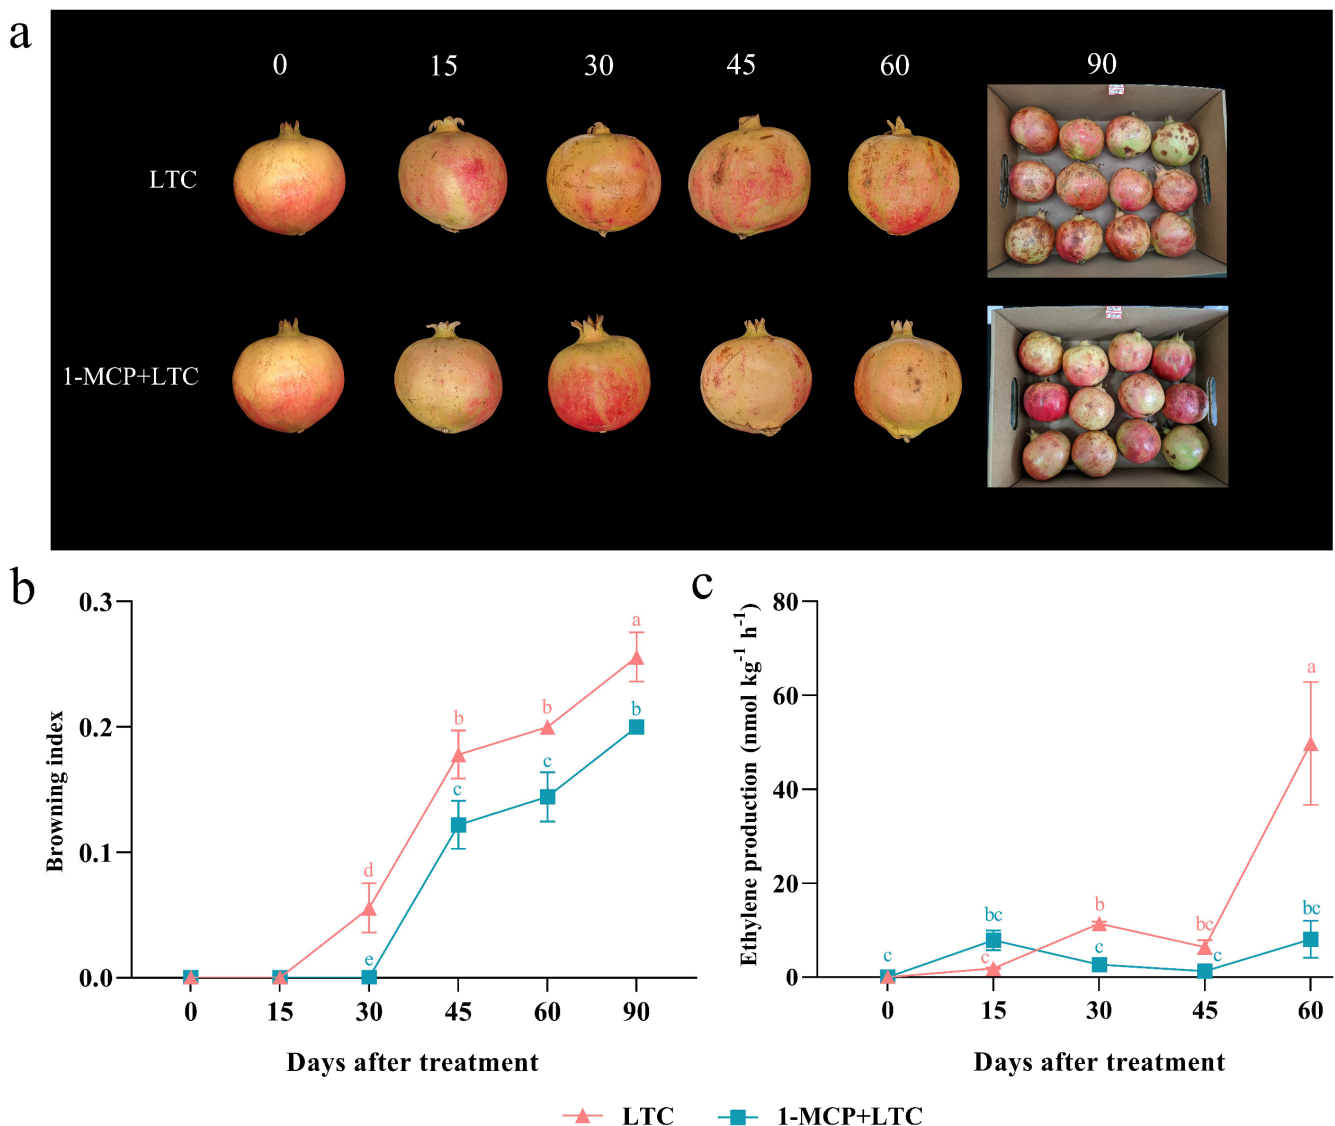 a
0 15 30 45 60 90
LTC
1-MCP+LTC
b
0.3
0.2
0.1
0.0
Browning index
a
b
b
b
c
c
d
e
0 15 30 45 60 90
Days after treatment
c
80
60
40
20
0
Ethylene production (nmol kg⁻¹ h⁻¹)
a
b
bc
bc
bc
c
c
c
c
0 15 30 45 60
Days after treatment
LTC 1-MCP+LTC